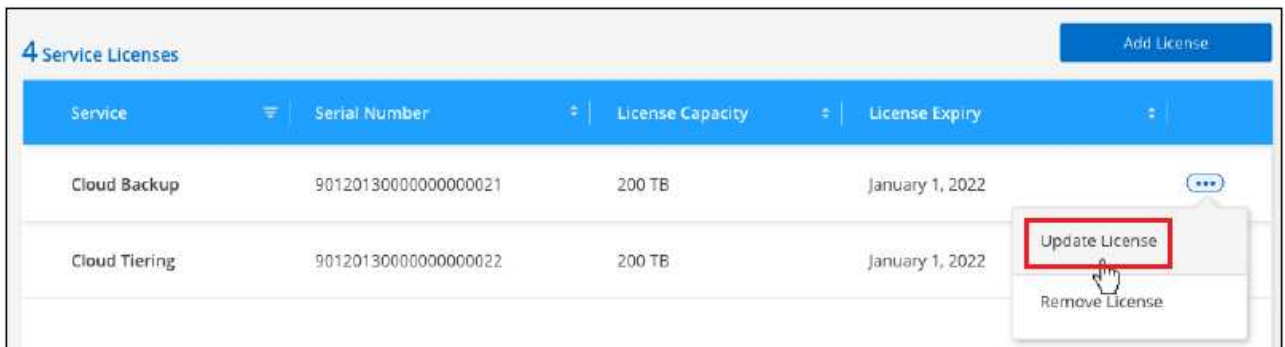 4 Service Licenses
Add License
Service Serial Number License Capacity License Expiry
Cloud Backup 90120130000000000021 200 TB January 1, 2022
Update License
Cloud Tiering 90120130000000000022 200 TB January 1, 2022
Remove License